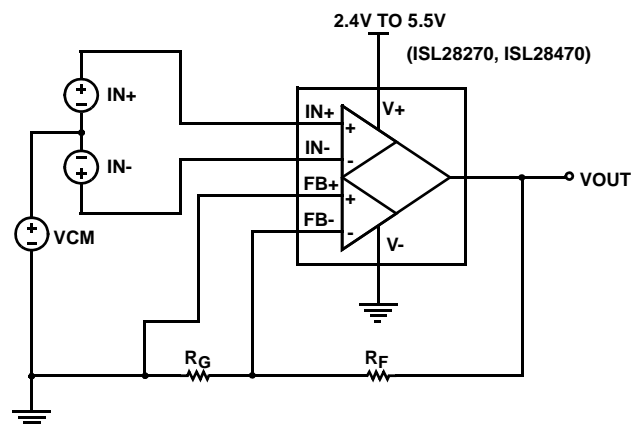 2.4V TO 5.5V
(ISL28270, ISL28470)
IN+
IN+
V+
+
-
+
-
IN-
+
-
IN-
-
+
FB+
+
VOUT
FB-
-
V-
+
-
VCM
RG
RF